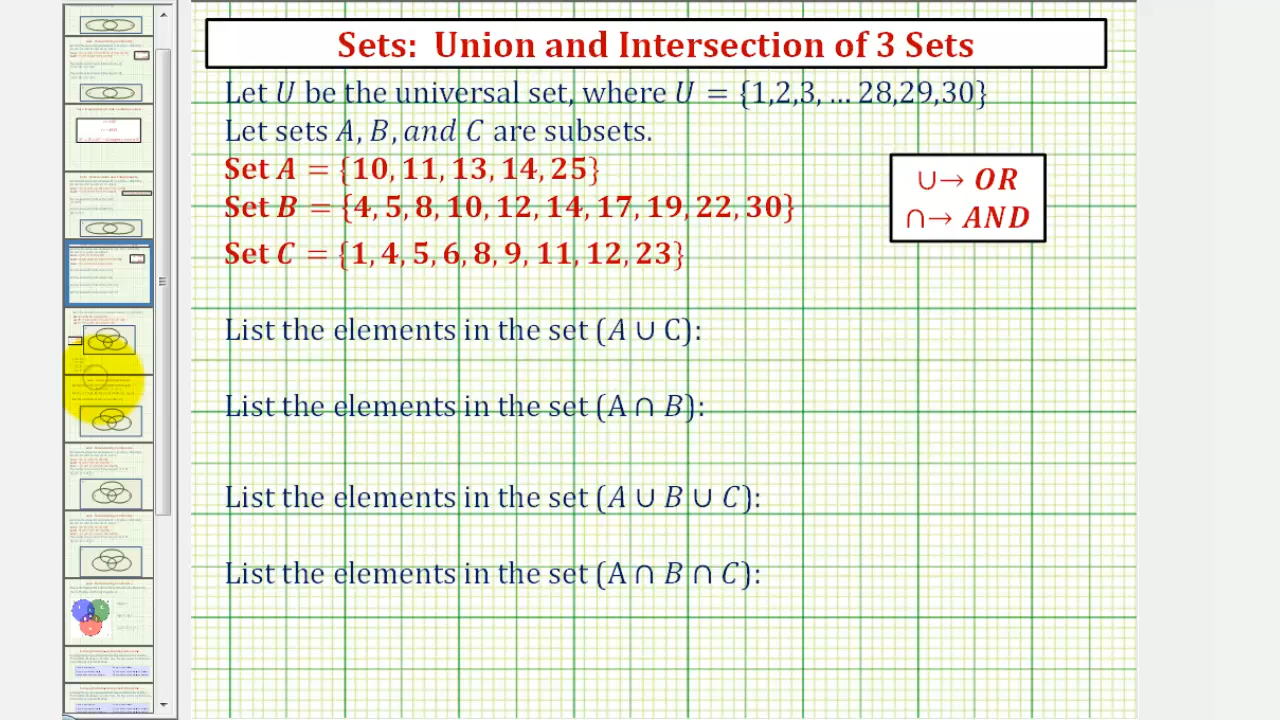 Sets: Union and Intersection of 3 Sets
Let U be the universal set, where U = {1,2,3, ... 28,29,30}
Let sets A, B, and C are subsets.
Set A = {10, 11, 13, 14, 25}
Set B = {4, 5, 8, 10, 12, 14, 17, 19, 22, 30}
Set C = {1, 4, 5, 6, 8, 9, 11, 12, 23}
∪→ OR
∩→ AND
List the elements in the set (A ∪ C):
List the elements in the set (A ∩ B):
List the elements in the set (A ∪ B ∪ C):
List the elements in the set (A ∩ B ∩ C):